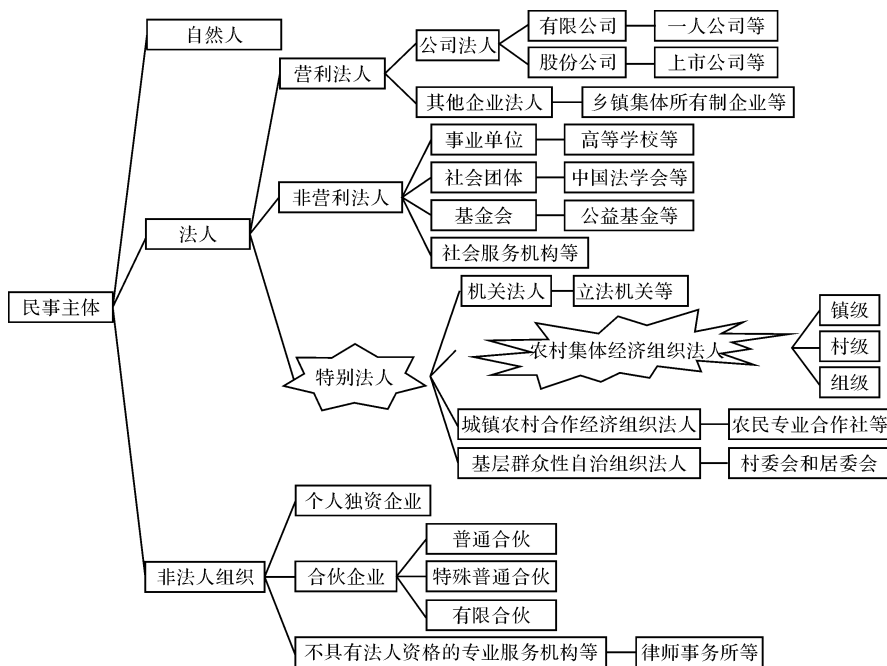 民事主体
自然人
法人
营利法人
公司法人
有限公司
一人公司等
股份公司
上市公司等
其他企业法人
乡镇集体所有制企业等
非营利法人
事业单位
高等学校等
社会团体
中国法学会等
基金会
公益基金等
社会服务机构等
特别法人
机关法人
立法机关等
农村集体经济组织法人
镇级
村级
组级
城镇农村合作经济组织法人
农民专业合作社等
基层群众性自治组织法人
村委会和居委会
非法人组织
个人独资企业
合伙企业
普通合伙
特殊普通合伙
有限合伙
不具有法人资格的专业服务机构等
律师事务所等